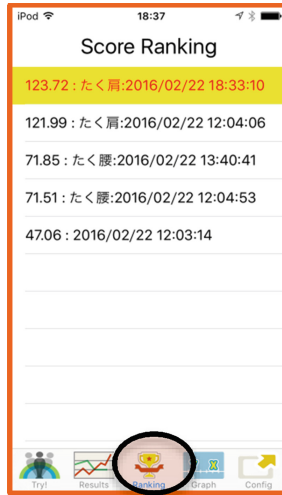 iPod 18:37
Score Ranking
123.72 : たく肩:2016/02/22 18:33:10
121.99 : たく肩:2016/02/22 12:04:06
71.85 : たく腰:2016/02/22 13:40:41
71.51 : たく腰:2016/02/22 12:04:53
47.06 : 2016/02/22 12:03:14
Try! Results Ranking Graph Config